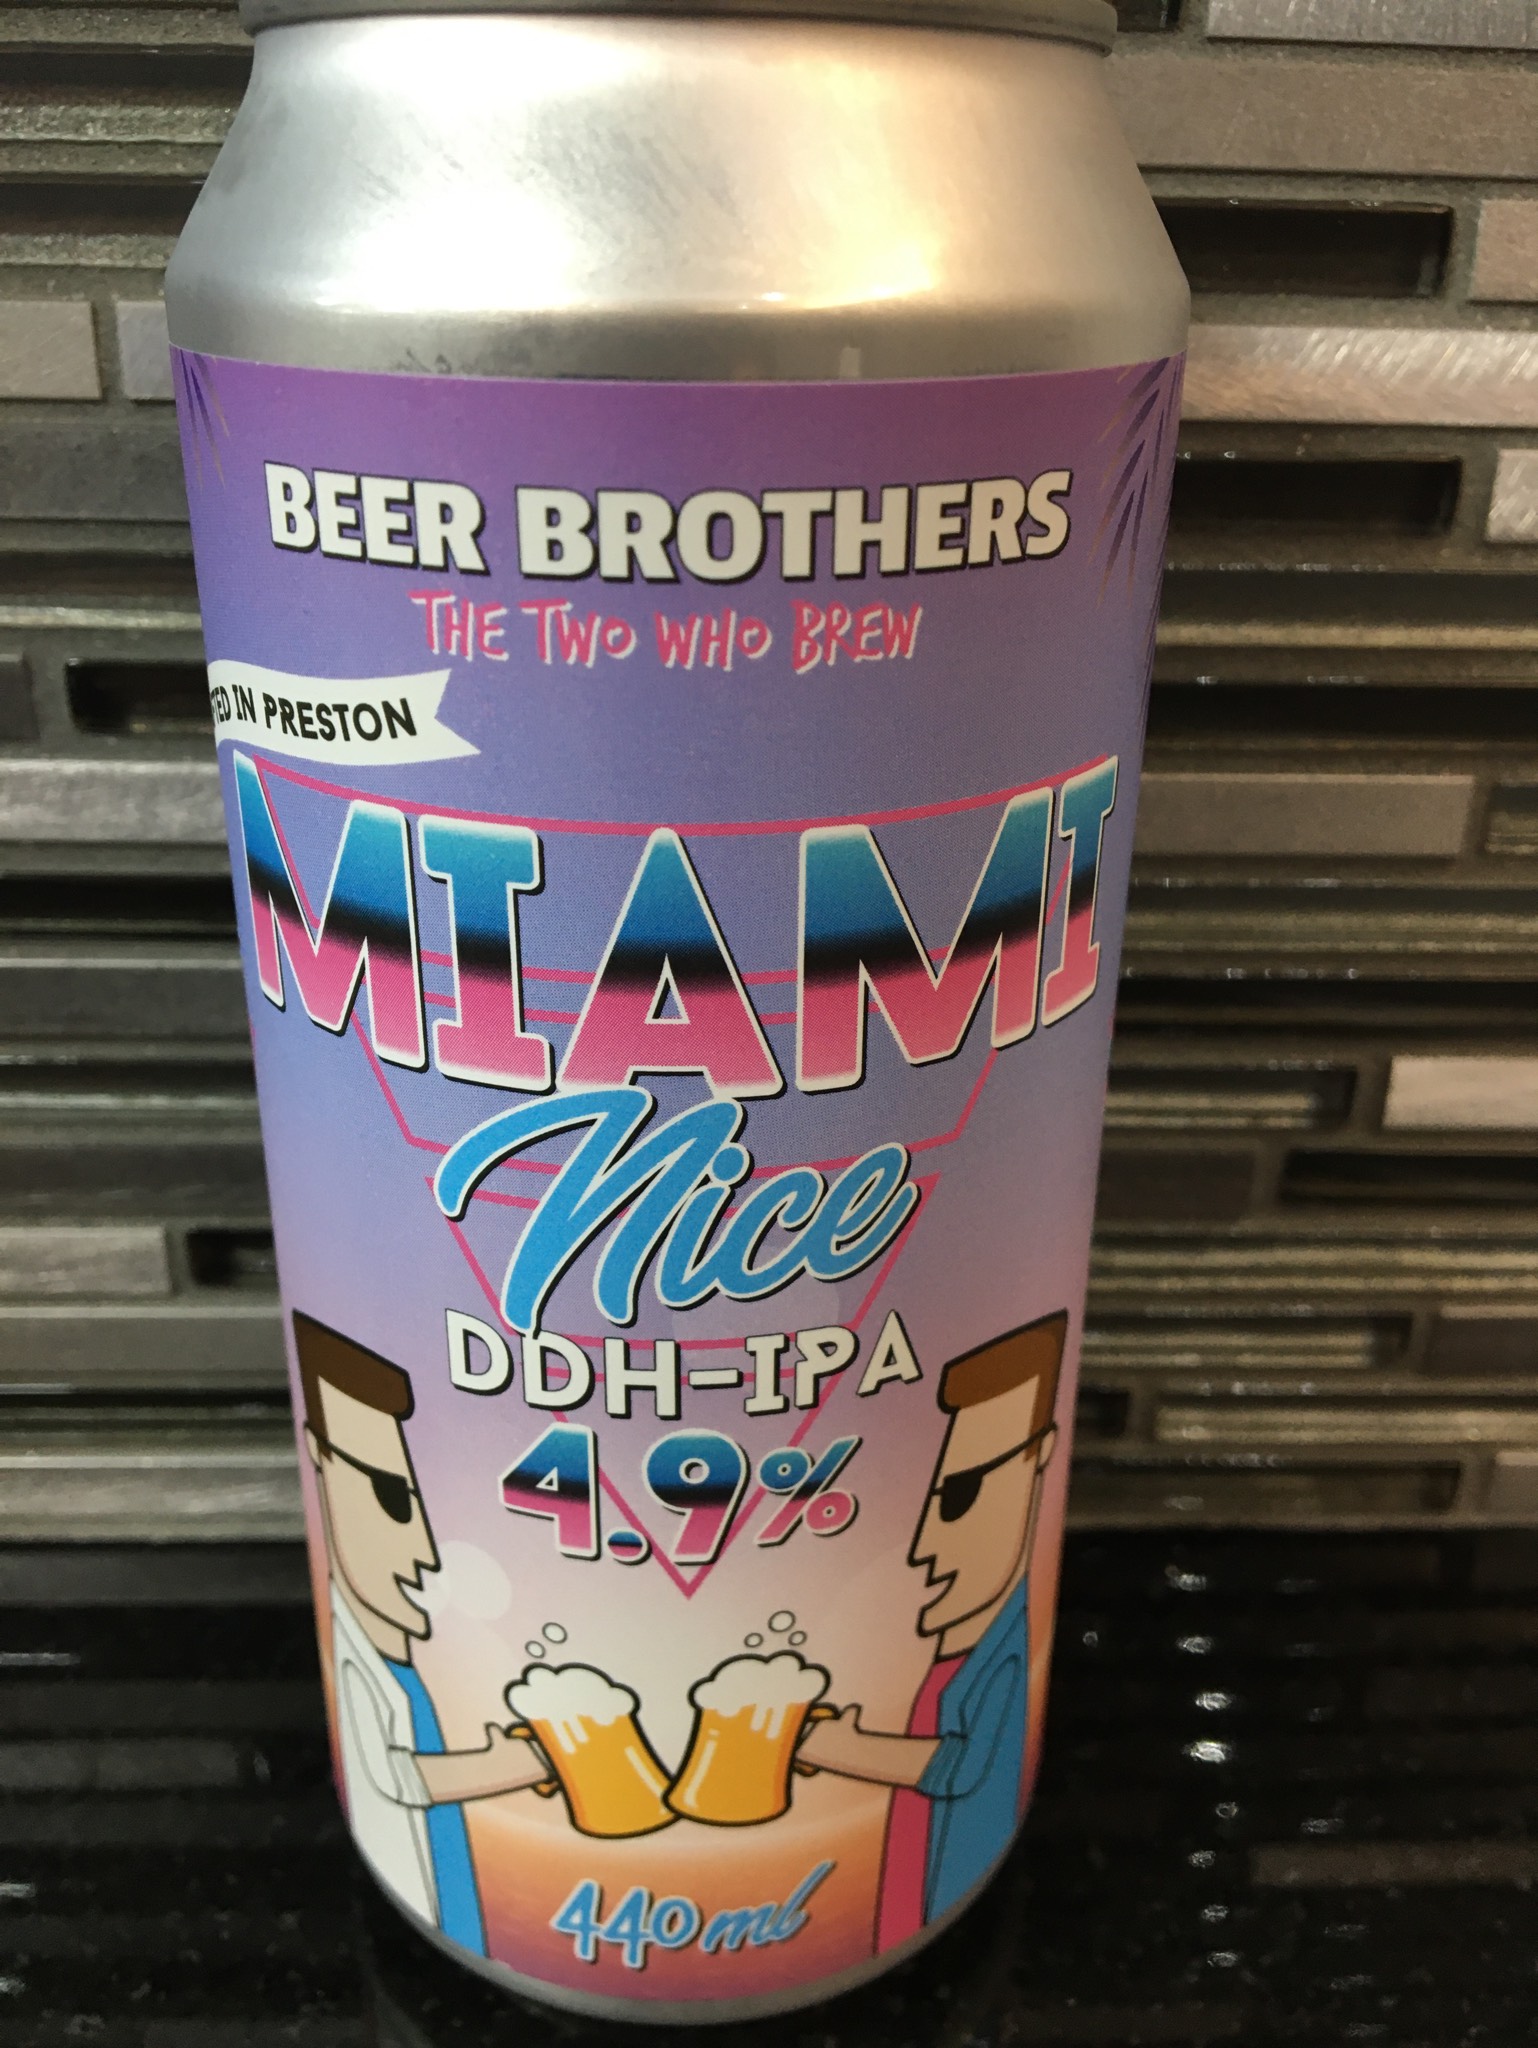 BEER BROTHERS
THE TWO WHO BREW
IN PRESTON
MIAMI
Nice
DDH-IPA
4.9%
440ml